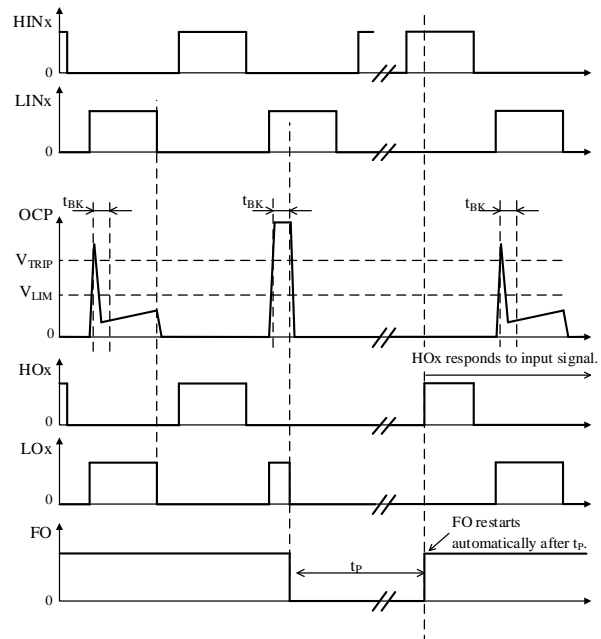 HINx
0
LINx
0
tBK
tBK
tBK
OCP
VTRIP
VLIM
0
HOx responds to input signal.
HOx
0
LOx
0
FO
FO restarts
automatically after tP.
tP
0